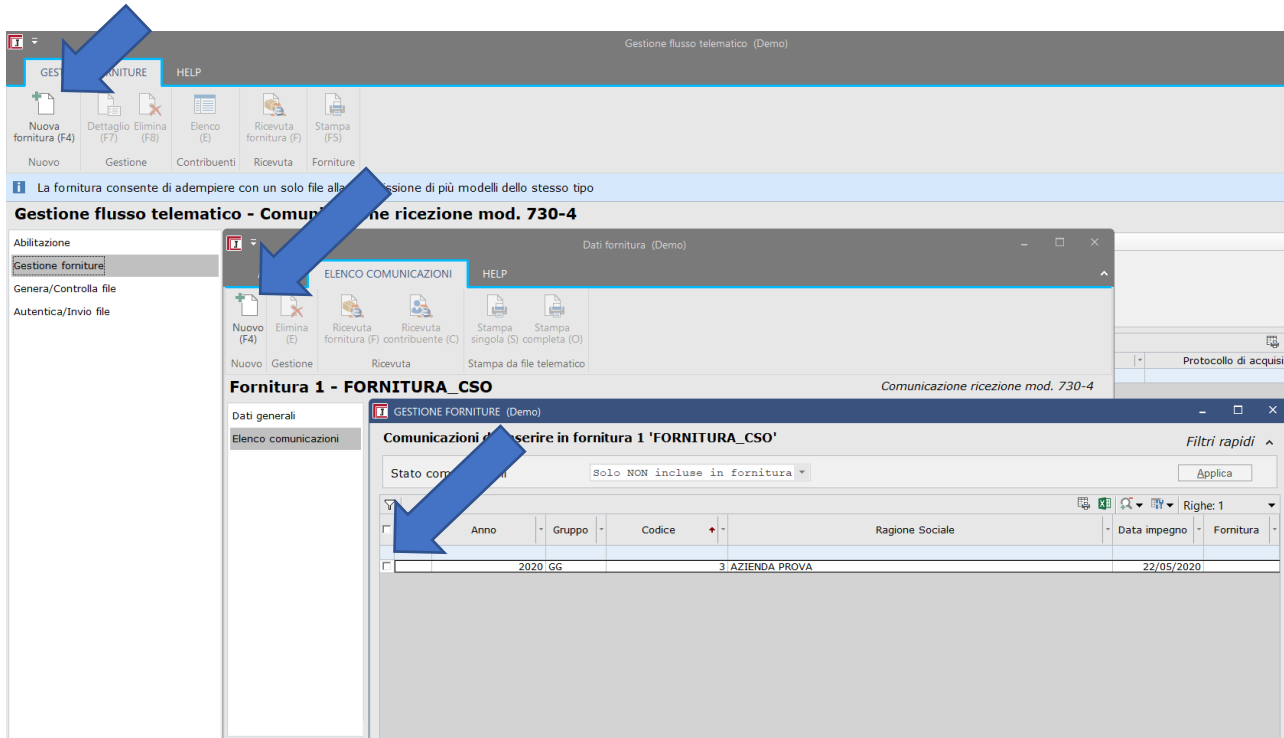 Gestione flusso telematico (Demo)
GEST RNITURE HELP
Nuova fornitura (F4)
Dettaglio (F7)
Elimina (F8)
Elenco (E)
Ricevuta fornitura (F)
Stampa (F5)
Nuovo Gestione Contribuenti Ricevuta Forniture
La fornitura consente di adempiere con un solo file alla issione di più modelli dello stesso tipo
Gestione flusso telematico - Comu ne ricezione mod. 730-4
Abilitazione
Gestione forniture
Genera/Controlla file
Autentica/Invio file
Dati fornitura (Demo)
ELENCO COMUNICAZIONI HELP
Nuovo (F4)
Elimina (E)
Ricevuta fornitura (F)
Ricevuta contribuente (C)
Stampa singola (S)
Stampa completa (O)
Nuovo Gestione Ricevuta Stampa da file telematico
Fornitura 1 - FORNITURA_CSO
Comunicazione ricezione mod. 730-4
Dati generali
Elenco comunicazioni
Protocollo di acquisi
GESTIONE FORNITURE (Demo)
Comunicazioni d serire in fornitura 1 'FORNITURA_CSO'
Filtri rapidi
Stato com i
Solo NON incluse in fornitura
Applica
Righe: 1
Anno Gruppo Codice Ragione Sociale Data impegno Fornitura
2020 GG 3 AZIENDA PROVA 22/05/2020